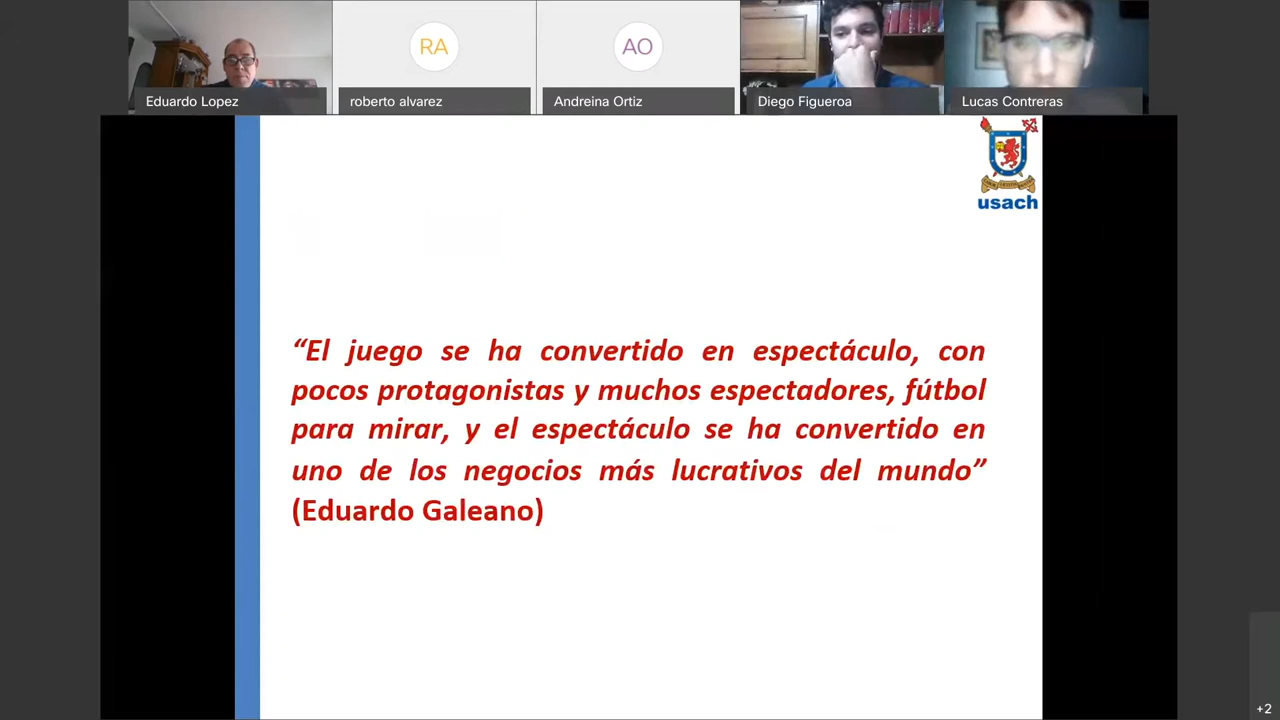 RA
AO
Eduardo Lopez
roberto alvarez
Andreina Ortiz
Diego Figueroa
Lucas Contreras
usach
“El juego se ha convertido en espectáculo, con
pocos protagonistas y muchos espectadores, fútbol
para mirar, y el espectáculo se ha convertido en
uno de los negocios más lucrativos del mundo”
(Eduardo Galeano)
+2